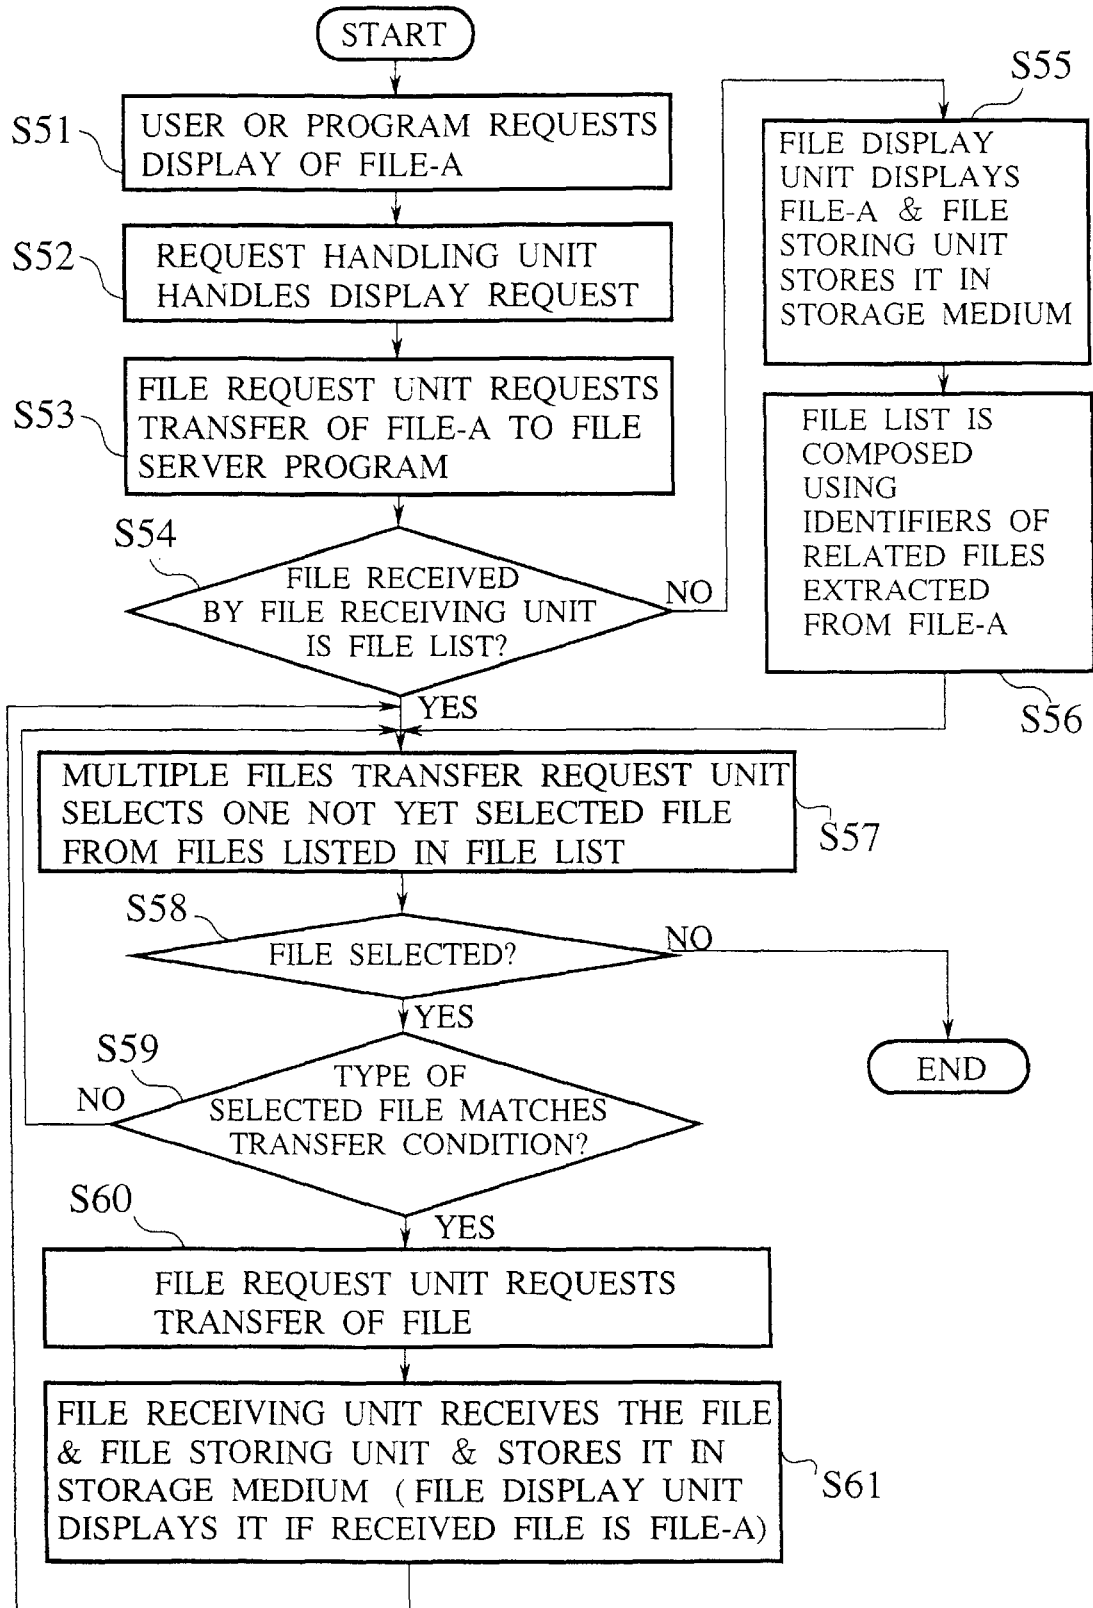 START
S51
USER OR PROGRAM REQUESTS
DISPLAY OF FILE-A
S52
REQUEST HANDLING UNIT
HANDLES DISPLAY REQUEST
S53
FILE REQUEST UNIT REQUESTS
TRANSFER OF FILE-A TO FILE
SERVER PROGRAM
S54
FILE RECEIVED
BY FILE RECEIVING UNIT
IS FILE LIST?
NO
YES
S55
FILE DISPLAY
UNIT DISPLAYS
FILE-A & FILE
STORING UNIT
STORES IT IN
STORAGE MEDIUM
FILE LIST IS
COMPOSED
USING
IDENTIFIERS OF
RELATED FILES
EXTRACTED
FROM FILE-A
S56
MULTIPLE FILES TRANSFER REQUEST UNIT
SELECTS ONE NOT YET SELECTED FILE
FROM FILES LISTED IN FILE LIST
S57
S58
FILE SELECTED?
NO
YES
END
S59
NO
TYPE OF
SELECTED FILE MATCHES
TRANSFER CONDITION?
YES
S60
FILE REQUEST UNIT REQUESTS
TRANSFER OF FILE
FILE RECEIVING UNIT RECEIVES THE FILE
& FILE STORING UNIT & STORES IT IN
STORAGE MEDIUM (FILE DISPLAY UNIT
DISPLAYS IT IF RECEIVED FILE IS FILE-A)
S61